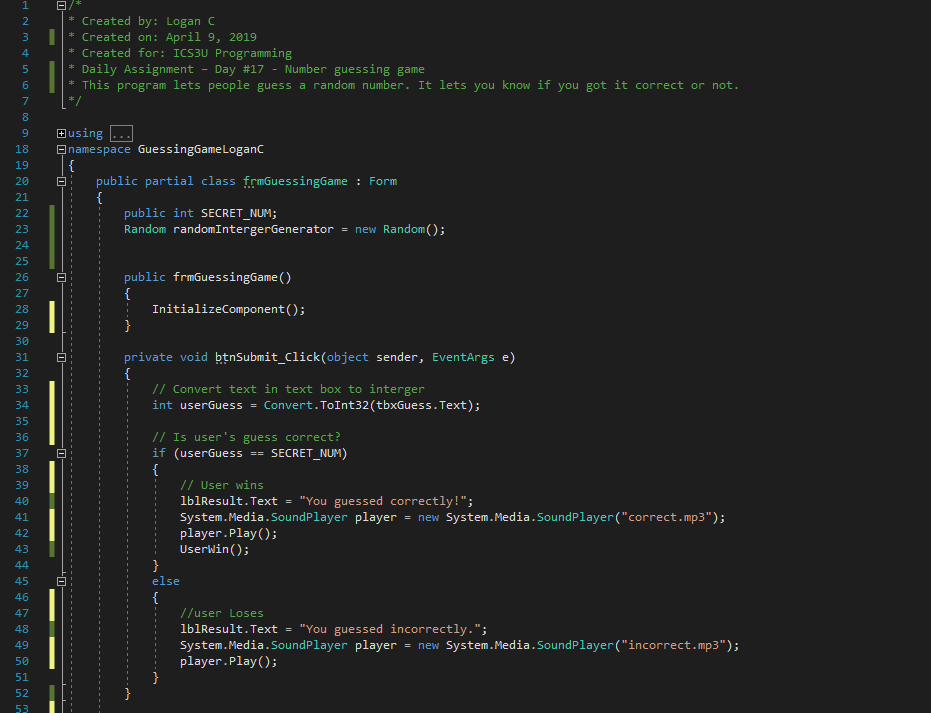 1 /*
2 * Created by: Logan C
3 * Created on: April 9, 2019
4 * Created for: ICS3U Programming
5 * Daily Assignment – Day #17 - Number guessing game
6 * This program lets people guess a random number. It lets you know if you got it correct or not.
7 */
8
9 using ...
18 namespace GuessingGameLoganC
19 {
20 public partial class frmGuessingGame : Form
21 {
22 public int SECRET_NUM;
23 Random randomIntergerGenerator = new Random();
24
25
26 public frmGuessingGame()
27 {
28 InitializeComponent();
29 }
30
31 private void btnSubmit_Click(object sender, EventArgs e)
32 {
33 // Convert text in text box to interger
34 int userGuess = Convert.ToInt32(tbxGuess.Text);
35
36 // Is user's guess correct?
37 if (userGuess == SECRET_NUM)
38 {
39 // User wins
40 lblResult.Text = "You guessed correctly!";
41 System.Media.SoundPlayer player = new System.Media.SoundPlayer("correct.mp3");
42 player.Play();
43 UserWin();
44 }
45 else
46 {
47 //user Loses
48 lblResult.Text = "You guessed incorrectly.";
49 System.Media.SoundPlayer player = new System.Media.SoundPlayer("incorrect.mp3");
50 player.Play();
51 }
52 }
53